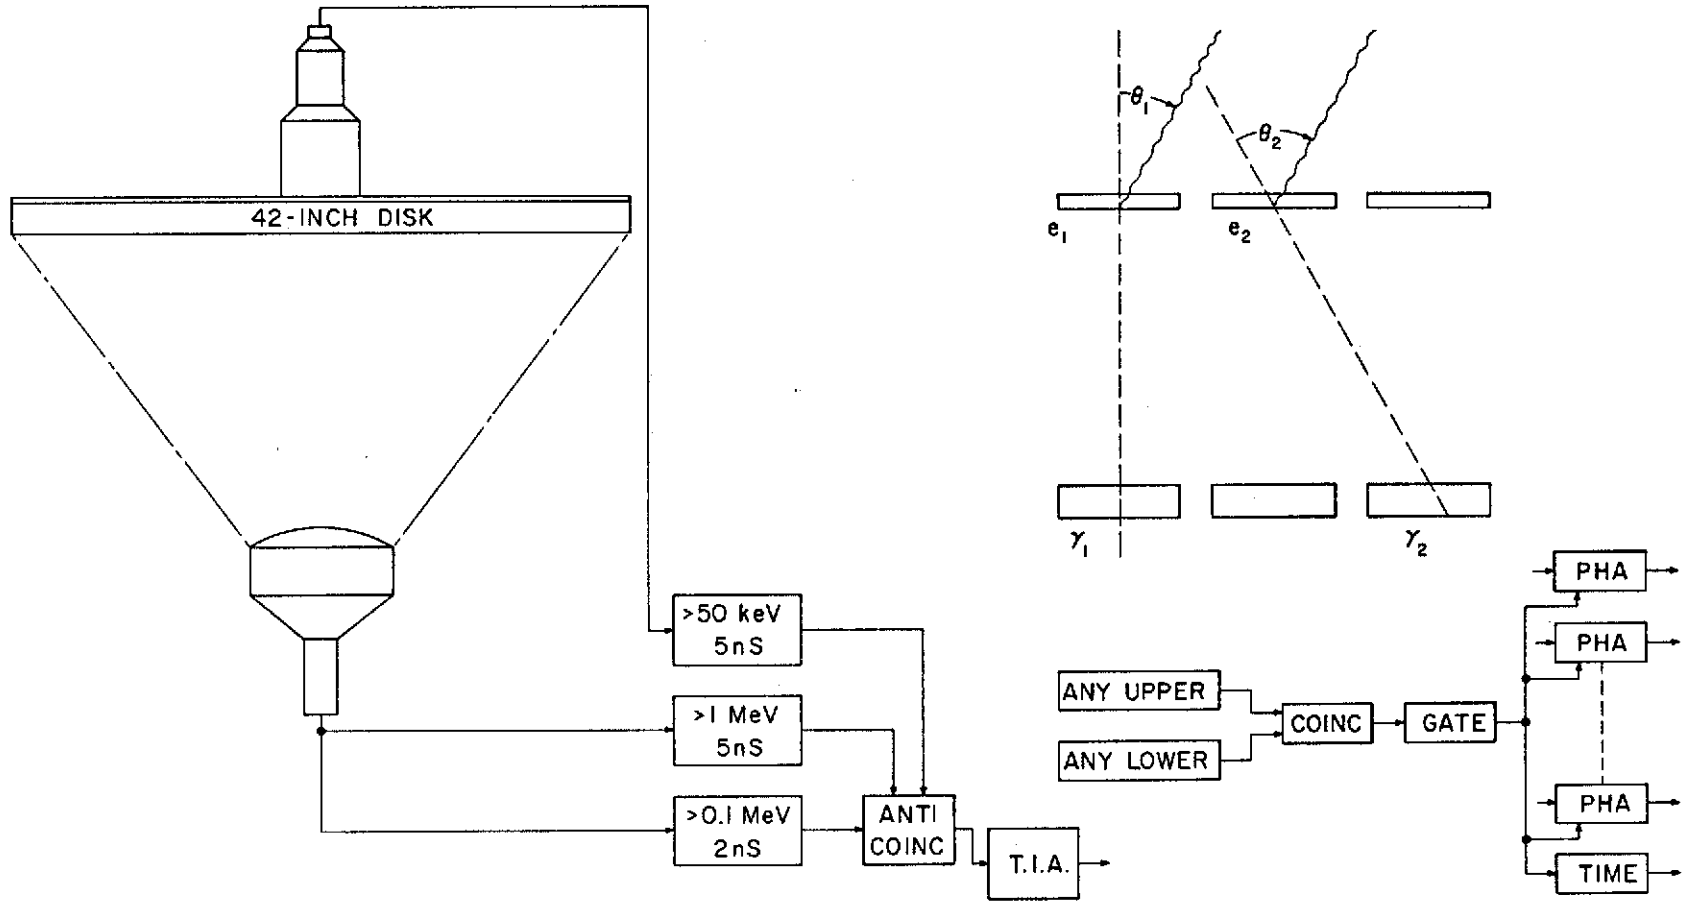 42-INCH DISK
>50 keV
5nS
>1 MeV
5nS
>0.1 MeV
2nS
ANTI
COINC
T.I.A.
θ₁
θ₂
e₁
e₂
γ₁
γ₂
ANY UPPER
ANY LOWER
COINC
GATE
PHA
PHA
PHA
TIME